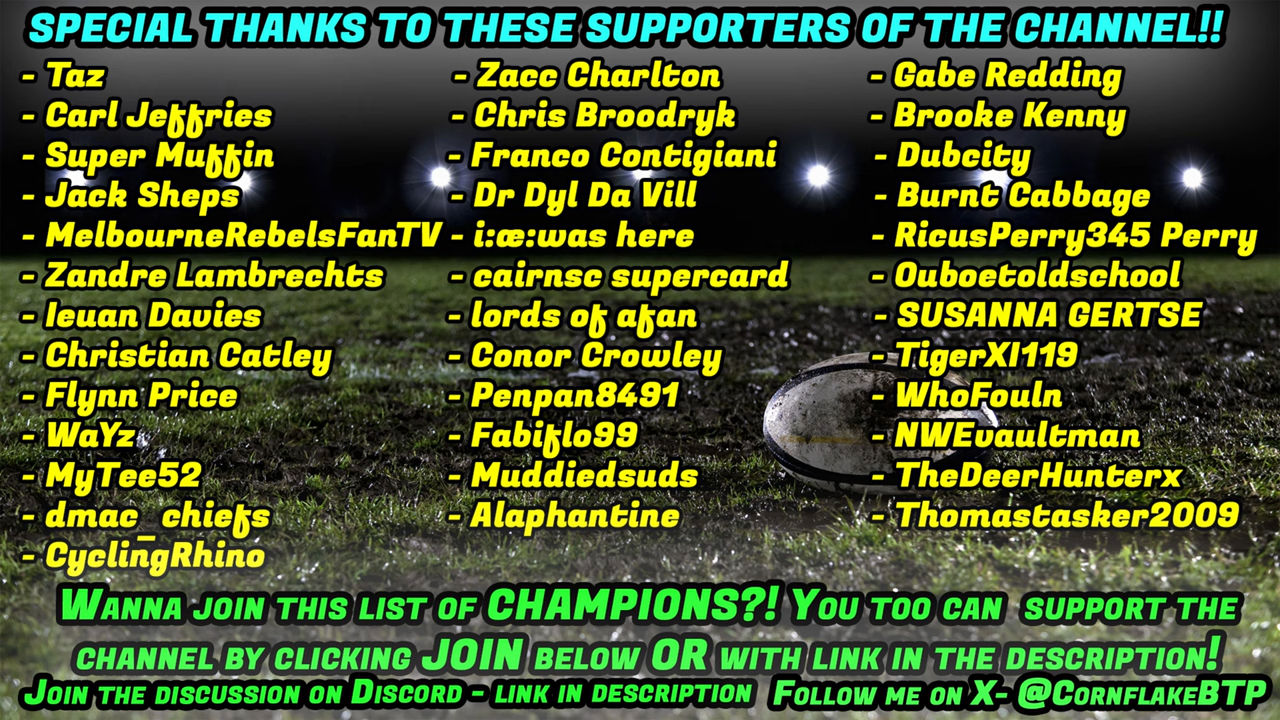 SPECIAL THANKS TO THESE SUPPORTERS OF THE CHANNEL!!
- Taz
- Carl Jeffries
- Super Muffin
- Jack Sheps
- MelbourneRebelsFanTV
- Zandre Lambrechts
- Ieuan Davies
- Christian Catley
- Flynn Price
- WaYz
- MyTee52
- dmac_chiefs
- CyclingRhino
- Zacc Charlton
- Chris Broodryk
- Franco Contigiani
- Dr Dyl Da Vill
- i:æ:was here
- cairnsc supercard
- lords of afan
- Conor Crowley
- Penpan8491
- Fabiflo99
- Muddiedsuds
- Alaphantine
- Gabe Redding
- Brooke Kenny
- Dubcity
- Burnt Cabbage
- RicusPerry345 Perry
- Ouboetoldschool
- SUSANNA GERTSE
- TigerXI119
- WhoFouln
- NWEvaultman
- TheDeerHunterx
- Thomastasker2009
Wanna join this list of CHAMPIONS?! You too can support the
channel by clicking JOIN below OR with link in the description!
Join the discussion on Discord - link in description
Follow me on X- @CornflakeBTP